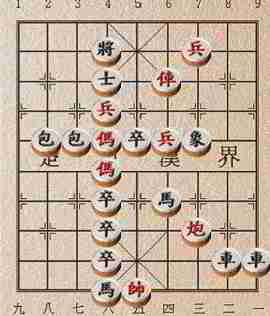 1 2 3 4 5 6 7 8 9
將 兵
士 俥
兵
包 包 傌 卒 兵 象
漢 界
傌
卒 馬
卒 炮
卒 車 車
馬 帥
九 八 七 六 五 四 三 二 一